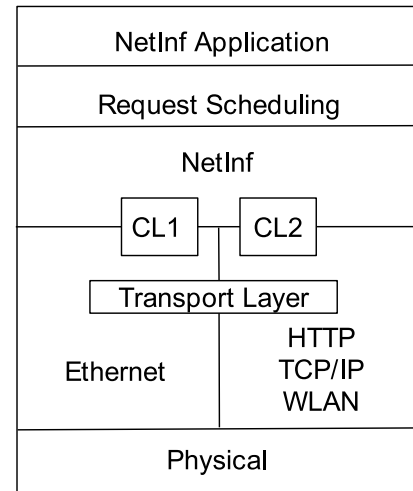 NetInf Application
Request Scheduling
NetInf
CL1 CL2
Transport Layer
Ethernet
HTTP
TCP/IP
WLAN
Physical